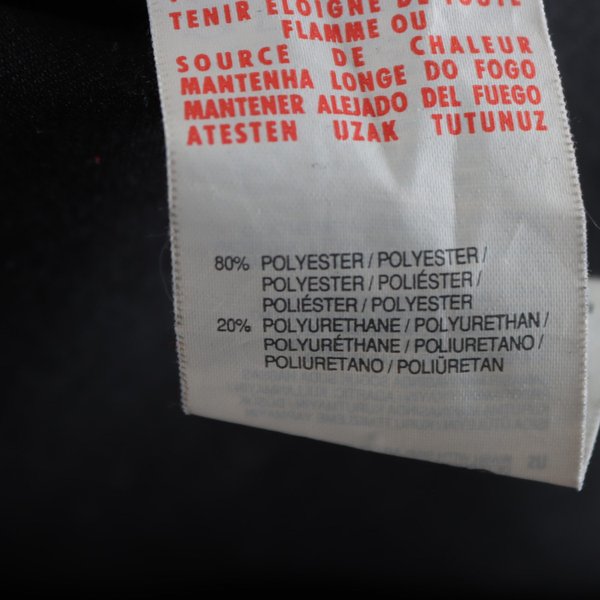 TENIR ELOIGNE DE TOUTE
FLAMME OU
SOURCE DE CHALEUR
MANTENHA LONGE DO FOGO
MANTENER ALEJADO DEL FUEGO
ATESTEN UZAK TUTUNUZ
80% POLYESTER / POLYESTER /
POLYESTER / POLIÉSTER /
POLIÉSTER / POLYESTER
20% POLYURETHANE / POLYURETHAN /
POLYURÉTHANE / POLIURETANO /
POLIURETANO / POLIÜRETAN